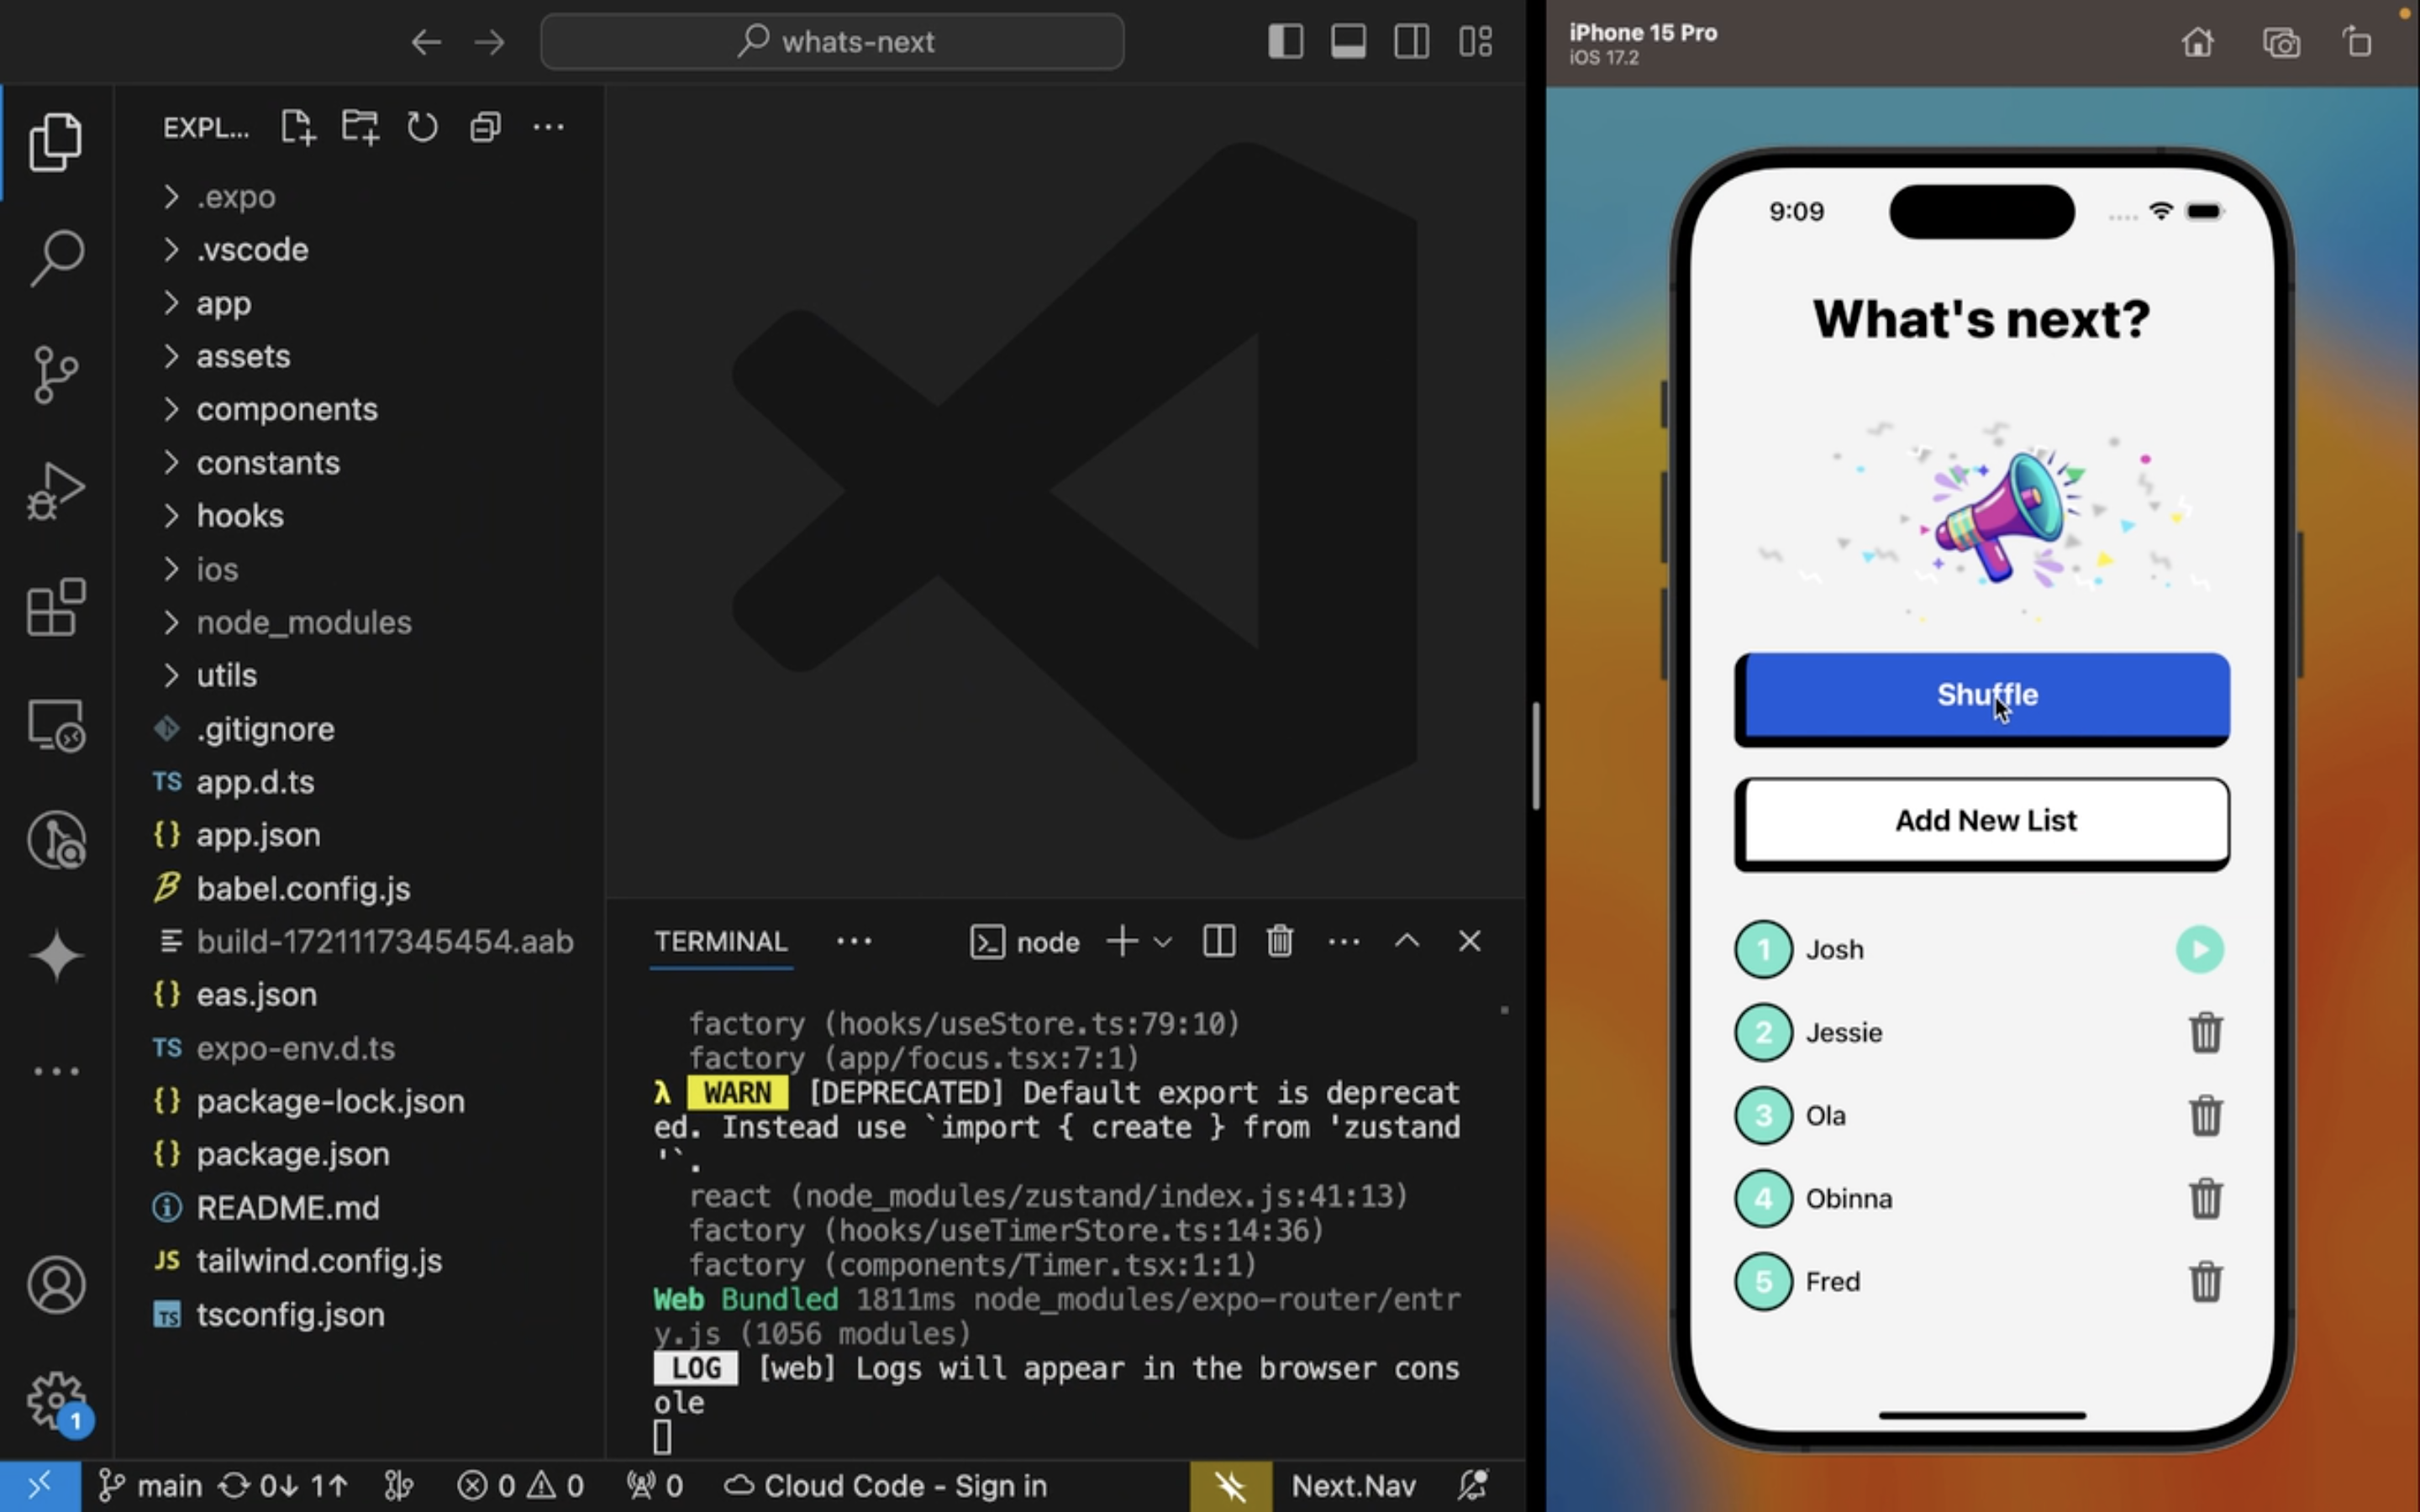 whats-next
EXPL...
.expo
.vscode
app
assets
components
constants
hooks
ios
node_modules
utils
.gitignore
TS app.d.ts
{} app.json
babel.config.js
build-1721117345454.aab
{} eas.json
TS expo-env.d.ts
{} package-lock.json
{} package.json
README.md
JS tailwind.config.js
TS tsconfig.json
1
TERMINAL
node
factory (hooks/useStore.ts:79:10)
factory (app/focus.tsx:7:1)
λ WARN [DEPRECATED] Default export is deprecat
ed. Instead use `import { create } from 'zustand
'`.
react (node_modules/zustand/index.js:41:13)
factory (hooks/useTimerStore.ts:14:36)
factory (components/Timer.tsx:1:1)
Web Bundled 1811ms node_modules/expo-router/entr
y.js (1056 modules)
LOG [web] Logs will appear in the browser cons
ole
main 0↓ 1↑ 0 0 0 Cloud Code - Sign in Next.Nav
iPhone 15 Pro
iOS 17.2
9:09
What's next?
Shuffle
Add New List
1 Josh
2 Jessie
3 Ola
4 Obinna
5 Fred